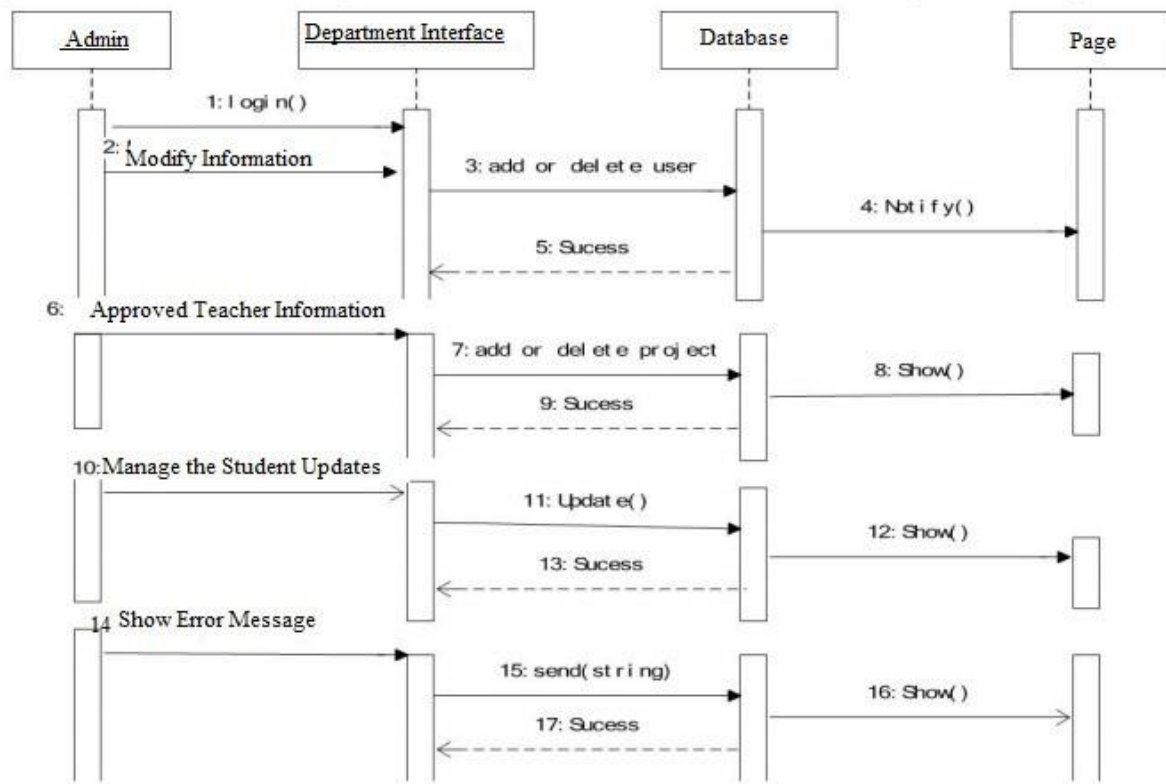 Admin
Department Interface
Database
Page
1: login()
2:
Modify Information
3: add or delete user
4: Notify()
5: Sucess
6: Approved Teacher Information
7: add or delete project
8: Show()
9: Sucess
10:Manage the Student Updates
11: Update()
12: Show()
13: Sucess
14 Show Error Message
15: send(string)
16: Show()
17: Sucess